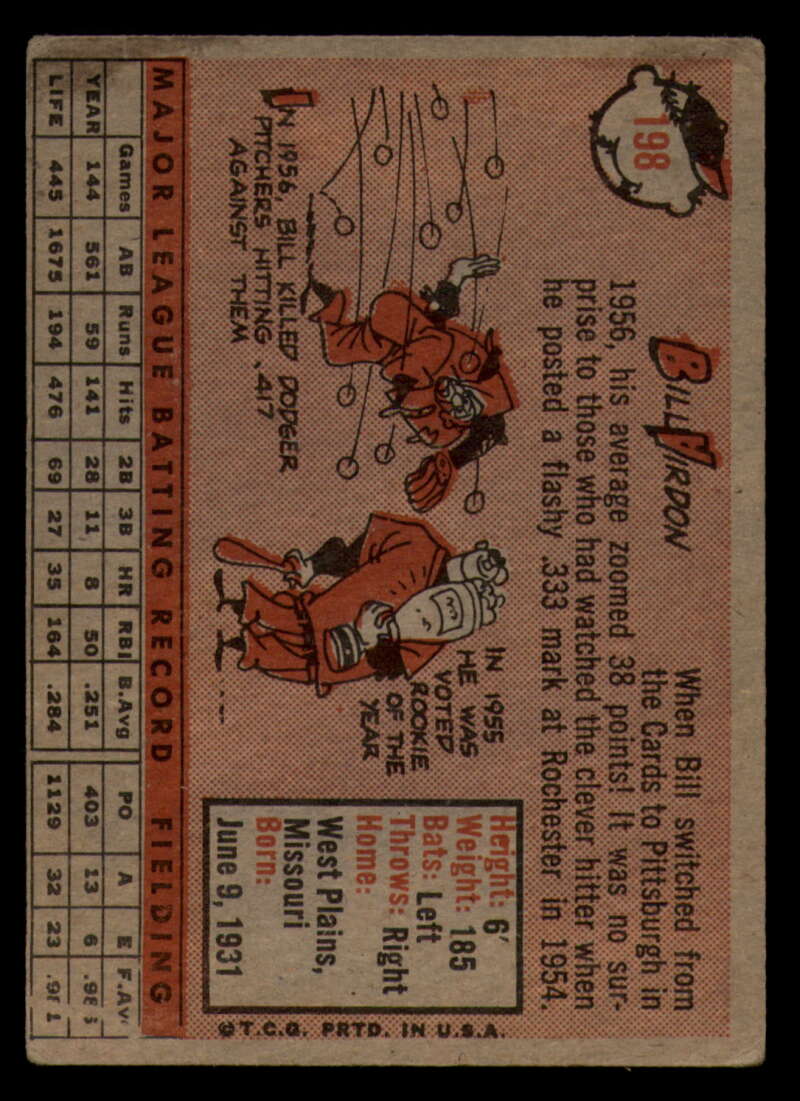 198
BILL VIRDON
When Bill switched from
the Cards to Pittsburgh in
1956, his average zoomed 38 points! It was no sur-
prise to those who had watched the clever hitter when
he posted a flashy .333 mark at Rochester in 1954.
IN 1956, BILL KILLED DODGER
PITCHERS HITTING .417
AGAINST THEM
IN 1955
HE WAS
VOTED
ROOKIE
OF THE
YEAR
Height: 6'
Weight: 185
Bats: Left
Throws: Right
Home:
West Plains,
Missouri
Born:
June 9, 1931
©T.C.G. PRTD. IN U.S.A.
MAJOR LEAGUE BATTING RECORD FIELDING
Games AB Runs Hits 2B 3B HR RBI B.Avg PO A E F.Av
YEAR 144 561 59 141 28 11 8 50 .251 403 13 6
LIFE 445 1675 194 476 69 27 35 164 .284 1129 32 23 .981